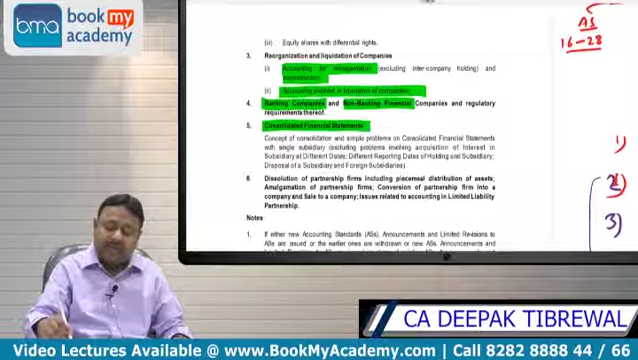 bma
book my academy
(ii) Equity shares with differential rights.
3. Reorganization and liquidation of Companies
(i) Accounting for amalgamation (excluding inter-company holding) and
reconstruction
(ii) Accounting involved in liquidation of companies
4. Banking Companies and Non-Banking Financial Companies and regulatory
requirements thereof.
5. Consolidated Financial Statements
Concept of consolidation and simple problems on Consolidated Financial Statements
with single subsidiary (excluding problems involving acquisition of Interest in
Subsidiary at Different Dates; Different Reporting Dates of Holding and Subsidiary;
Disposal of a Subsidiary and Foreign Subsidiaries).
6. Dissolution of partnership firms including piecemeal distribution of assets;
Amalgamation of partnership firms; Conversion of partnership firm into a
company and Sale to a company; Issues related to accounting in Limited Liability
Partnership.
Notes
1. If either new Accounting Standards (ASs), Announcements and Limited Revisions to
ASs are issued or the earlier ones are withdrawn or new ASs, Announcements and
AS
16-28
1)
2)
3)
CA DEEPAK TIBREWAL
Video Lectures Available @ www.BookMyAcademy.com | Call 8282 8888 44 / 66